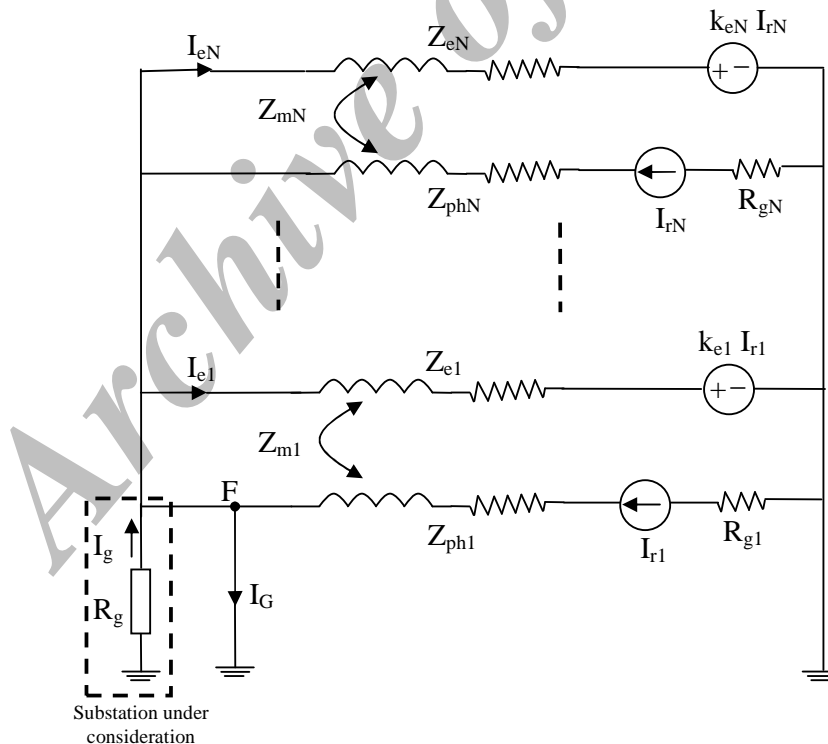 Archive of
I_eN
Z_eN
k_eN I_rN
+ −
Z_mN
Z_phN
I_rN
R_gN
I_e1
Z_e1
k_e1 I_r1
+ −
Z_m1
F
Z_ph1
I_r1
R_g1
I_g
R_g
I_G
Substation under
consideration